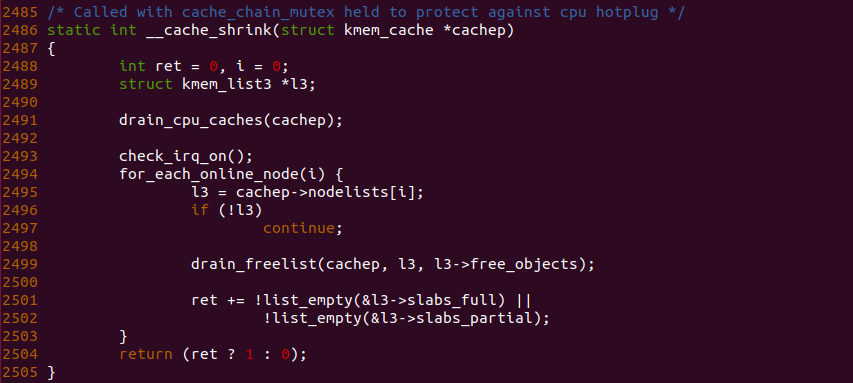 2485 /* Called with cache_chain_mutex held to protect against cpu hotplug */
2486 static int __cache_shrink(struct kmem_cache *cachep)
2487 {
2488         int ret = 0, i = 0;
2489         struct kmem_list3 *l3;
2490
2491         drain_cpu_caches(cachep);
2492
2493         check_irq_on();
2494         for_each_online_node(i) {
2495                 l3 = cachep->nodelists[i];
2496                 if (!l3)
2497                         continue;
2498
2499                 drain_freelist(cachep, l3, l3->free_objects);
2500
2501                 ret += !list_empty(&l3->slabs_full) ||
2502                         !list_empty(&l3->slabs_partial);
2503         }
2504         return (ret ? 1 : 0);
2505 }